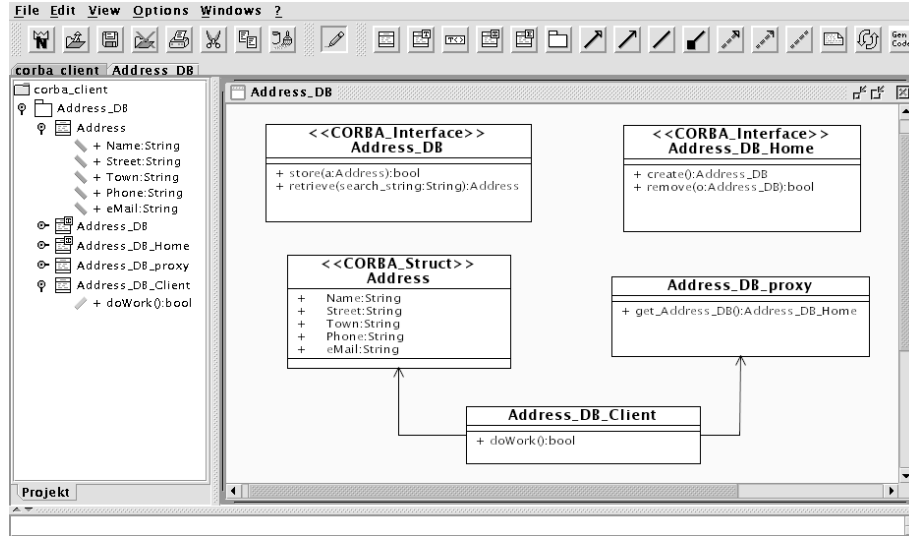 File Edit View Options Windows ?
Gen
Code
corba client Address DB
corba_client
Address_DB
Address
+ Name:String
+ Street:String
+ Town:String
+ Phone:String
+ eMail:String
Address_DB
Address_DB_Home
Address_DB_proxy
Address_DB_Client
+ doWork():bool
Projekt
Address_DB
<<CORBA_Interface>>
Address_DB
+ store(a:Address):bool
+ retrieve(search_string:String):Address
<<CORBA_Interface>>
Address_DB_Home
+ create():Address_DB
+ remove(o:Address_DB):bool
<<CORBA_Struct>>
Address
+ Name:String
+ Street:String
+ Town:String
+ Phone:String
+ eMail:String
Address_DB_proxy
+ get_Address_DB():Address_DB_Home
Address_DB_Client
+ doWork():bool